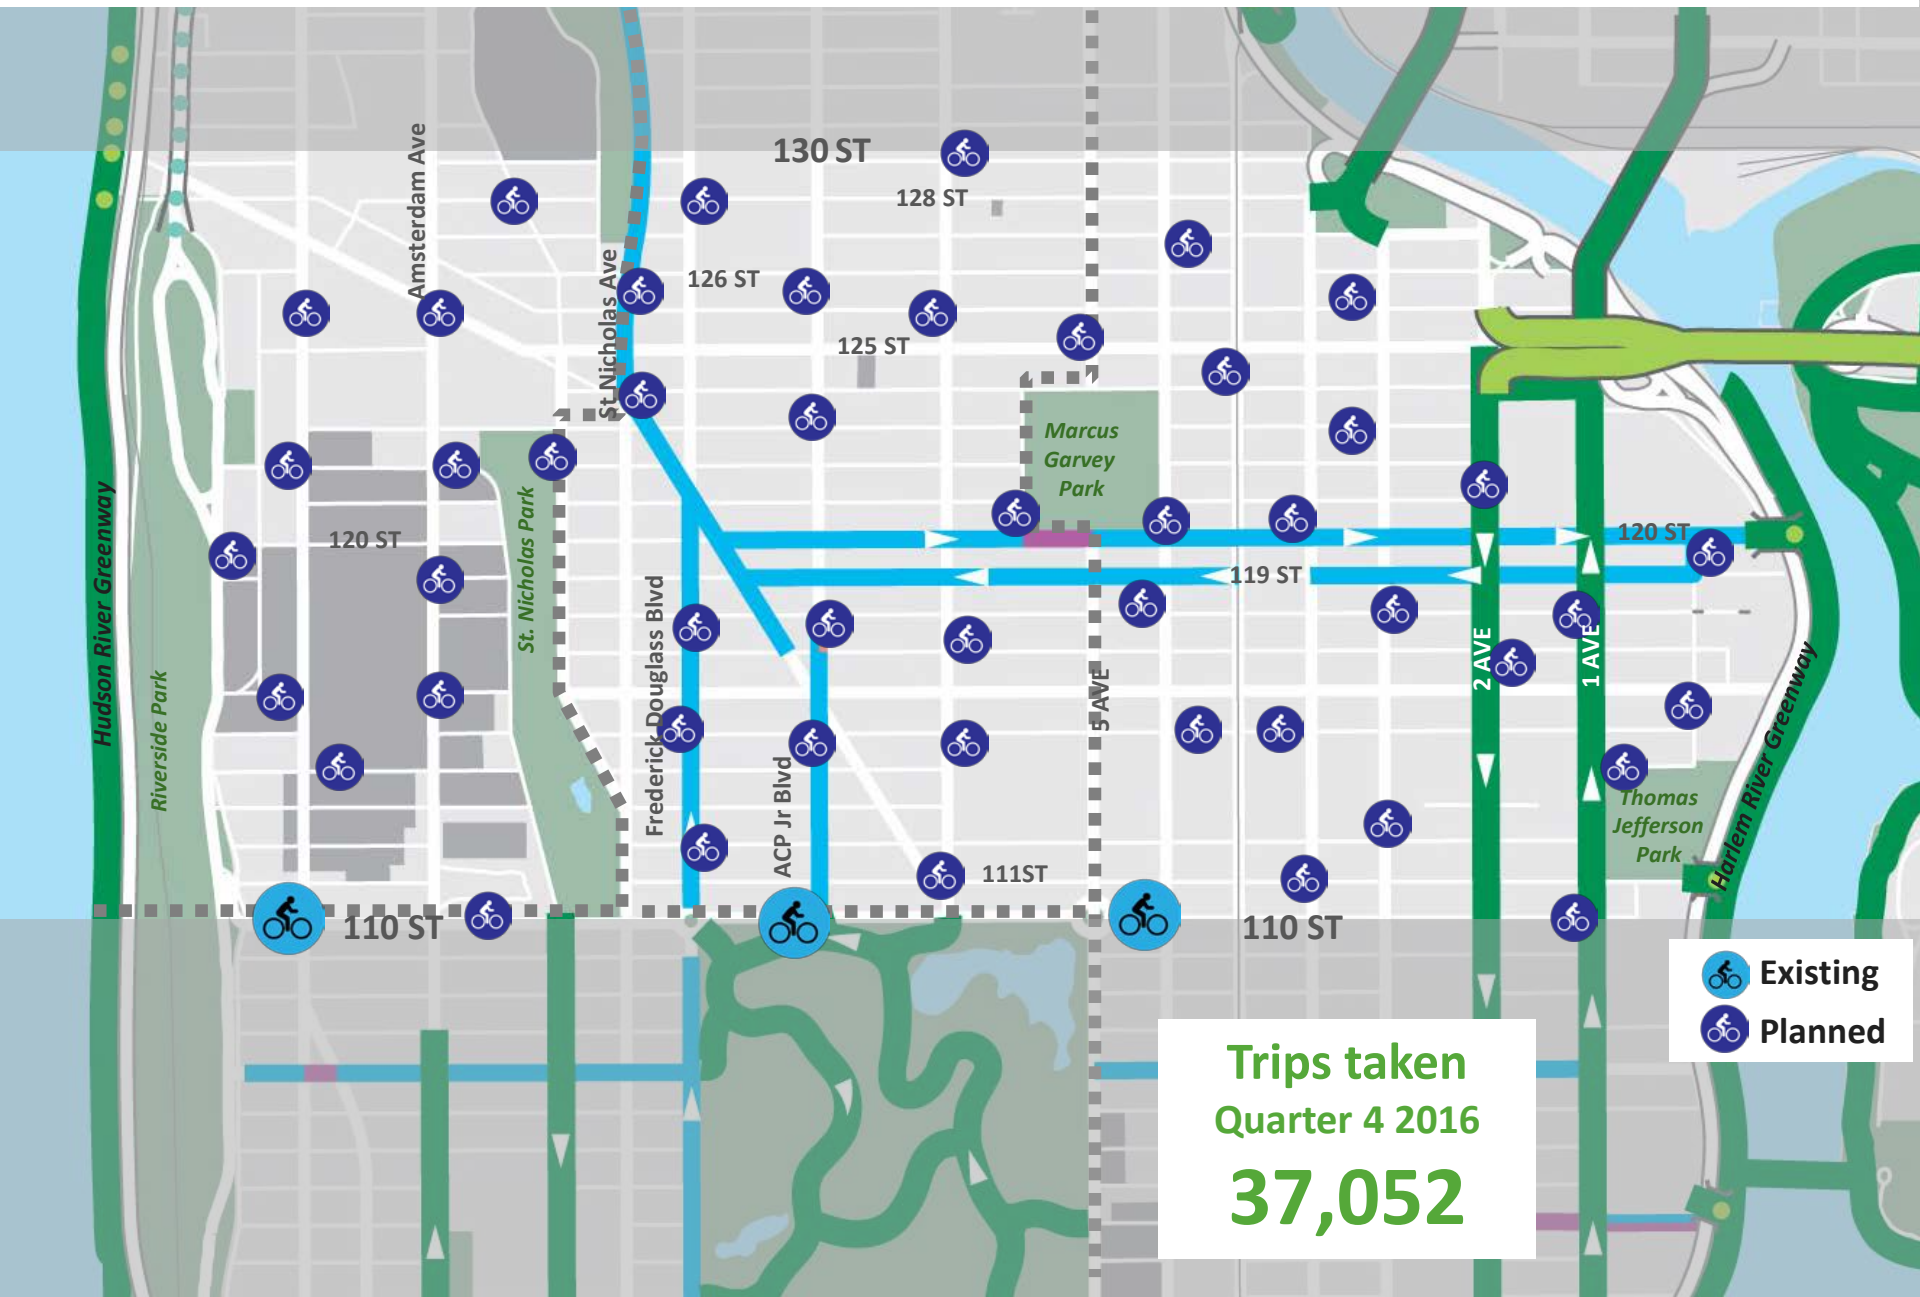 130 ST
Amsterdam Ave
128 ST
St Nicholas Ave
126 ST
125 ST
Marcus
Garvey
Park
Hudson River Greenway
St. Nicholas Park
120 ST
120 ST
119 ST
Riverside Park
Frederick Douglass Blvd
ACP Jr Blvd
5 AVE
2 AVE
1 AVE
Harlem River Greenway
Thomas
Jefferson
Park
111ST
110 ST
110 ST
Existing
Planned
Trips taken
Quarter 4 2016
37,052